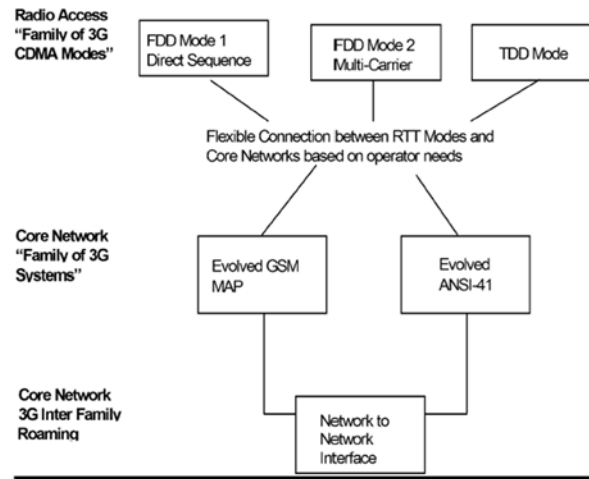 Radio Access
“Family of 3G
CDMA Modes”
FDD Mode 1
Direct Sequence
FDD Mode 2
Multi-Carrier
TDD Mode
Flexible Connection between RTT Modes and
Core Networks based on operator needs
Core Network
“Family of 3G
Systems”
Evolved GSM
MAP
Evolved
ANSI-41
Core Network
3G Inter Family
Roaming
Network to
Network
Interface